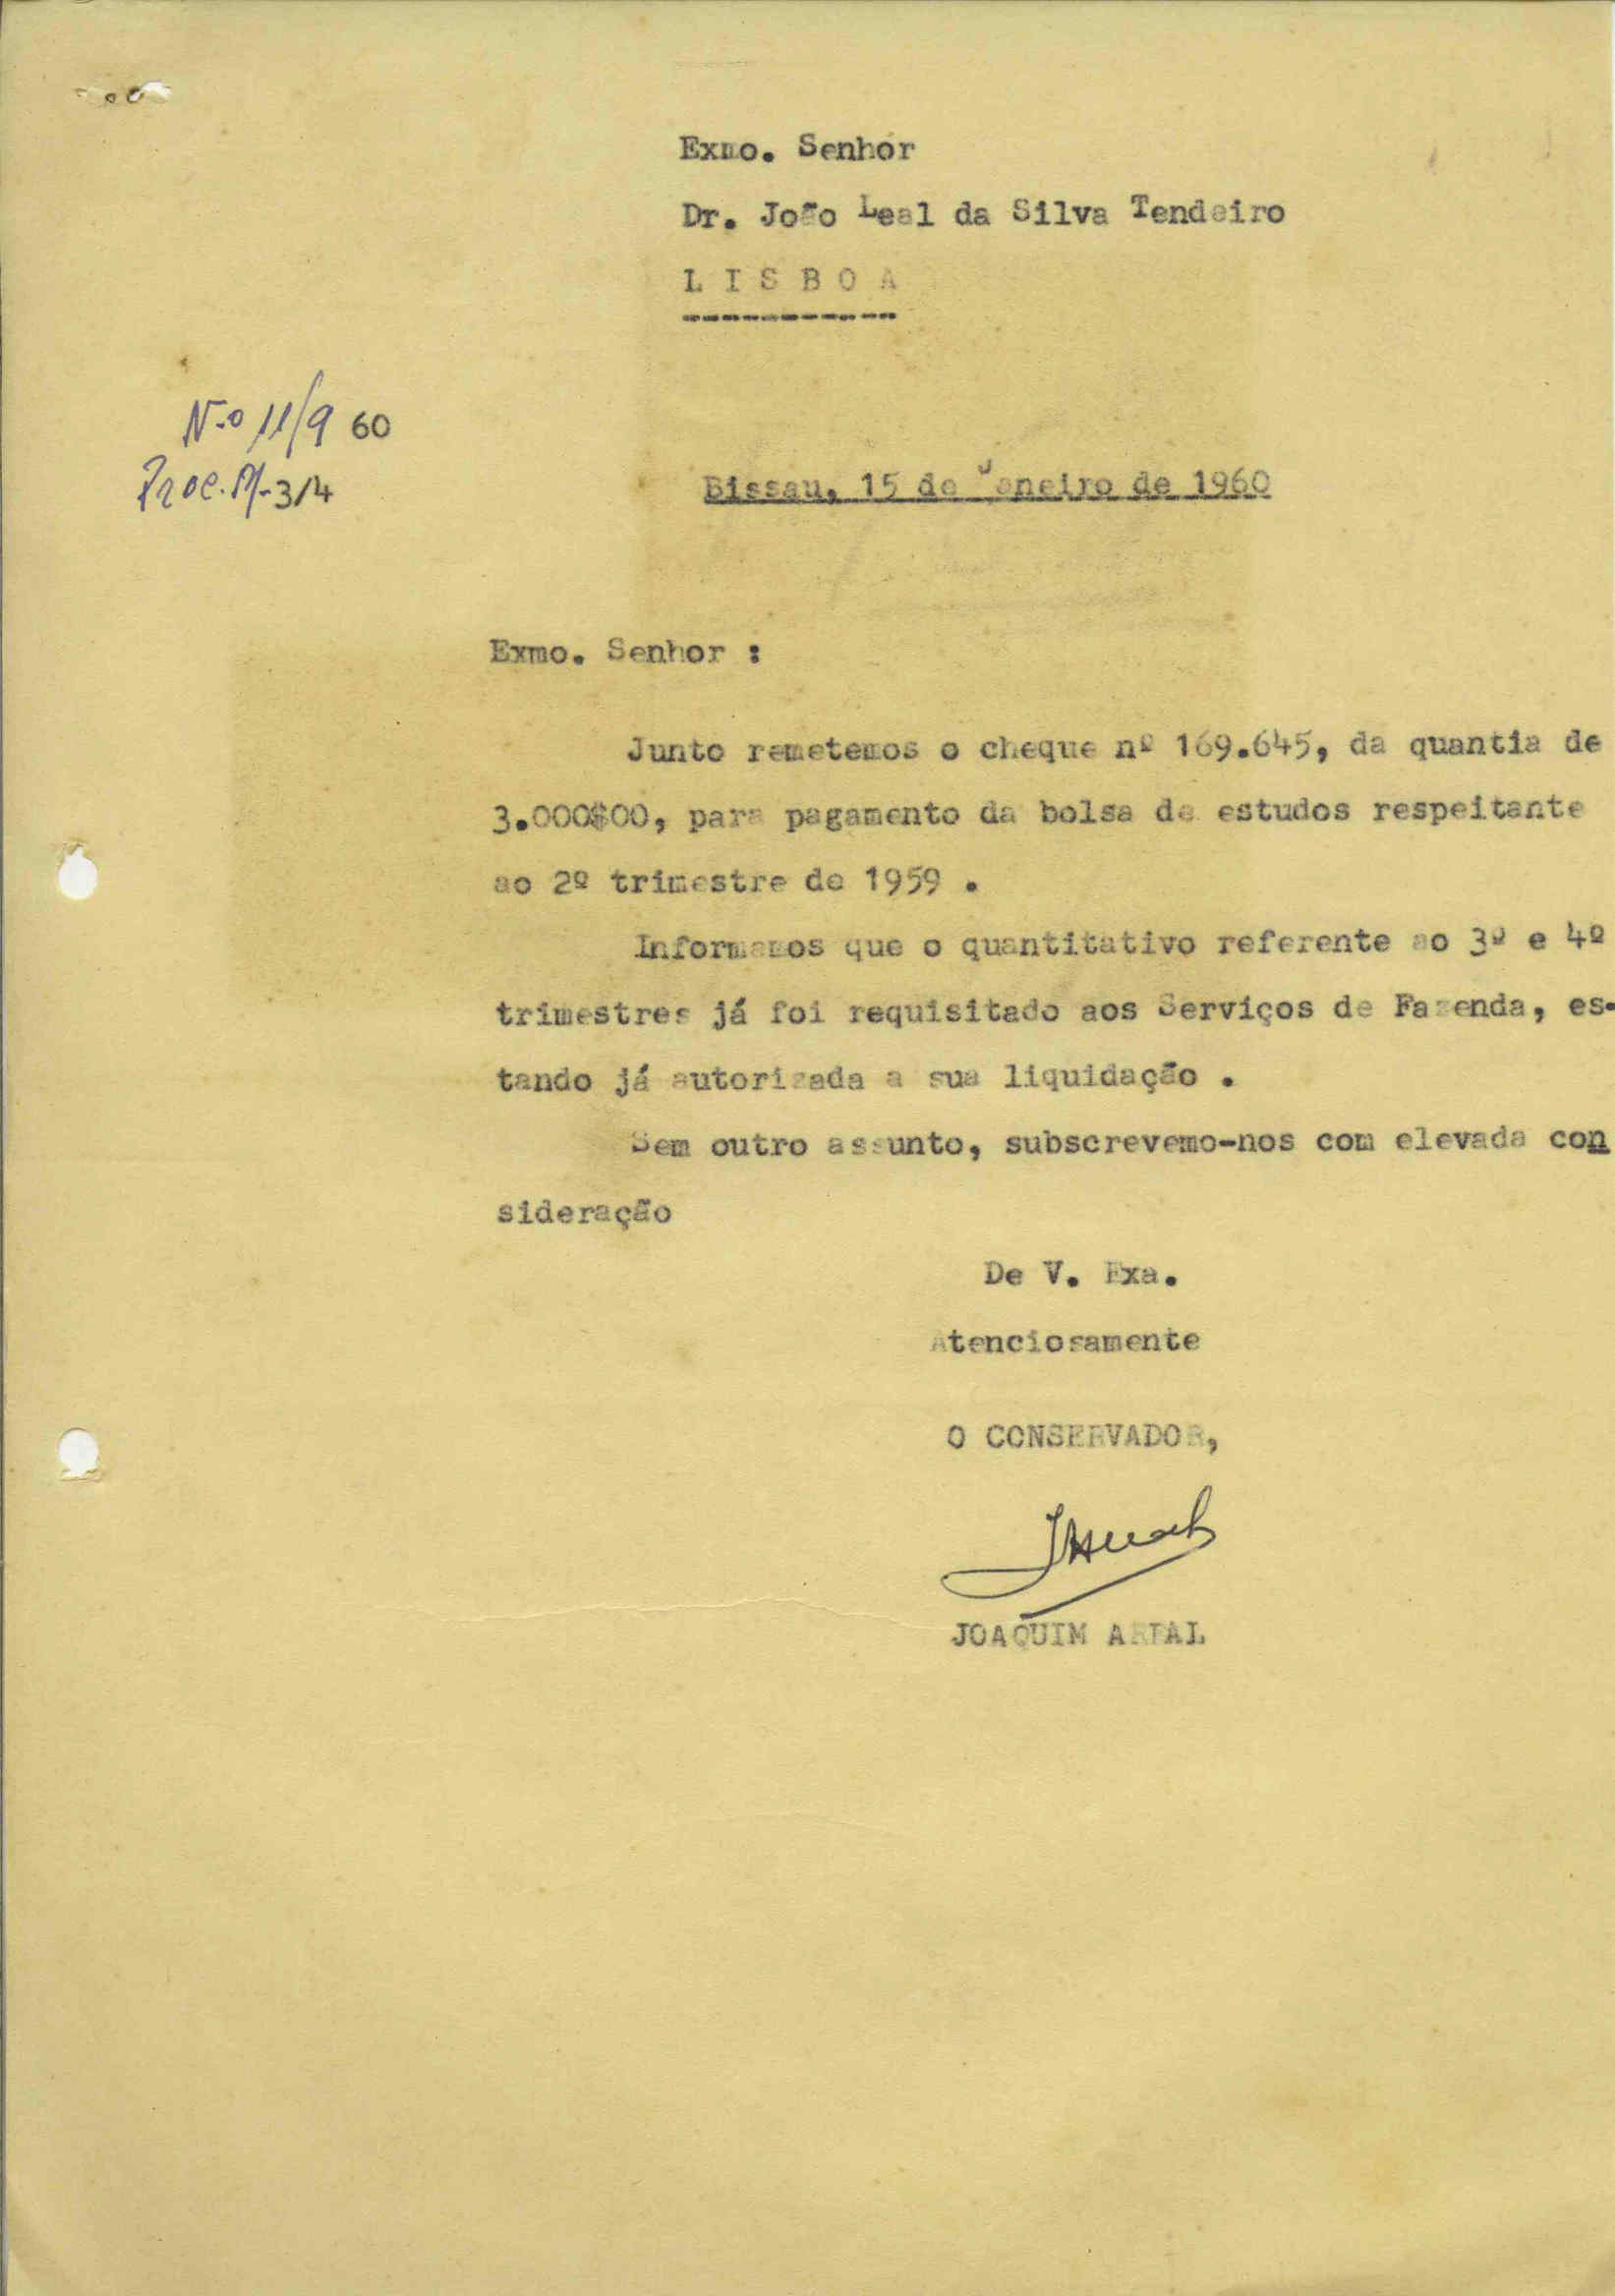 Exmo. Senhor
Dr. João Leal da Silva Tendeiro
L I S B O A
N.o 11/9 60
Proc. 3/4
Bissau, 15 de Janeiro de 1960
Exmo. Senhor :
Junto remetemos o cheque nº 169.645, da quantia de
3.000$00, para pagamento da bolsa de estudos respeitante
ao 2º trimestre de 1959 .
Informamos que o quantitativo referente ao 3º e 4º
trimestres já foi requisitado aos Serviços de Fazenda, es-
tando já autorizada a sua liquidação .
Sem outro assunto, subscrevemo-nos com elevada con
sideração
De V. Exa.
Atenciosamente
O CONSERVADOR,
JOAQUIM AREAL